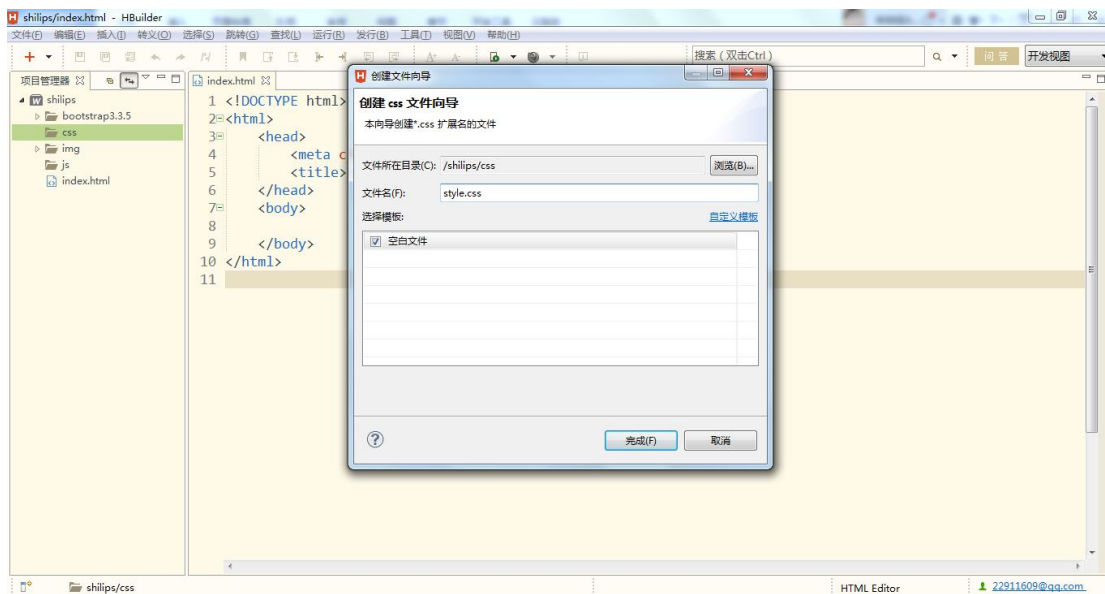 shilips/index.html - HBuilder
文件(F) 编辑(E) 插入(I) 转义(O) 选择(S) 跳转(G) 查找(L) 运行(R) 发行(B) 工具(T) 视图(V) 帮助(H)
搜索(双击Ctrl)
问答
开发视图
项目管理器
index.html
shilips
bootstrap3.3.5
css
img
js
index.html
1 <!DOCTYPE html>
2 <html>
3 <head>
4 <meta c
5 <title>
6 </head>
7 <body>
8
9 </body>
10 </html>
11
创建文件向导
创建 css 文件向导
本向导创建*.css 扩展名的文件
文件所在目录(C): /shilips/css 浏览(B)...
文件名(F): style.css
选择模板: 自定义模板
空白文件
完成(F) 取消
shilips/css
HTML Editor
22911609@qq.com